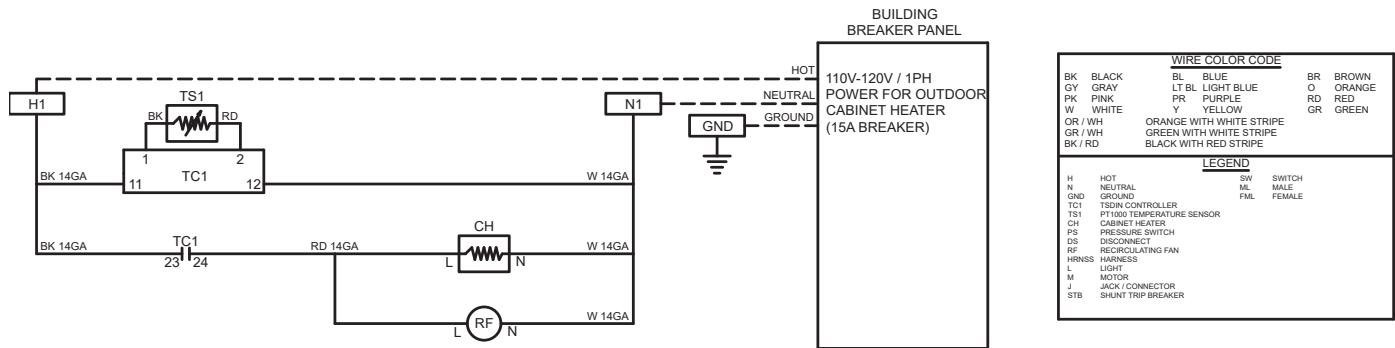 BUILDING
BREAKER PANEL
HOT
110V-120V / 1PH
NEUTRAL
POWER FOR OUTDOOR
CABINET HEATER
GROUND
(15A BREAKER)
H1
TS1
N1
GND
BK
RD
1
2
TC1
BK 14GA
11
12
W 14GA
BK 14GA
TC1
23
24
RD 14GA
CH
L
N
W 14GA
L
RF
N
W 14GA
WIRE COLOR CODE
BK BLACK BL BLUE BR BROWN
GY GRAY LT BL LIGHT BLUE O ORANGE
PK PINK PR PURPLE RD RED
W WHITE Y YELLOW GR GREEN
OR / WH ORANGE WITH WHITE STRIPE
GR / WH GREEN WITH WHITE STRIPE
BK / RD BLACK WITH RED STRIPE
LEGEND
H HOT SW SWITCH
N NEUTRAL ML MALE
GND GROUND FML FEMALE
TC1 TSDIN CONTROLLER
TS1 PT1000 TEMPERATURE SENSOR
CH CABINET HEATER
PS PRESSURE SWITCH
DS DISCONNECT
RF RECIRCULATING FAN
HRNSS HARNESS
L LIGHT
M MOTOR
J JACK / CONNECTOR
STB SHUNT TRIP BREAKER